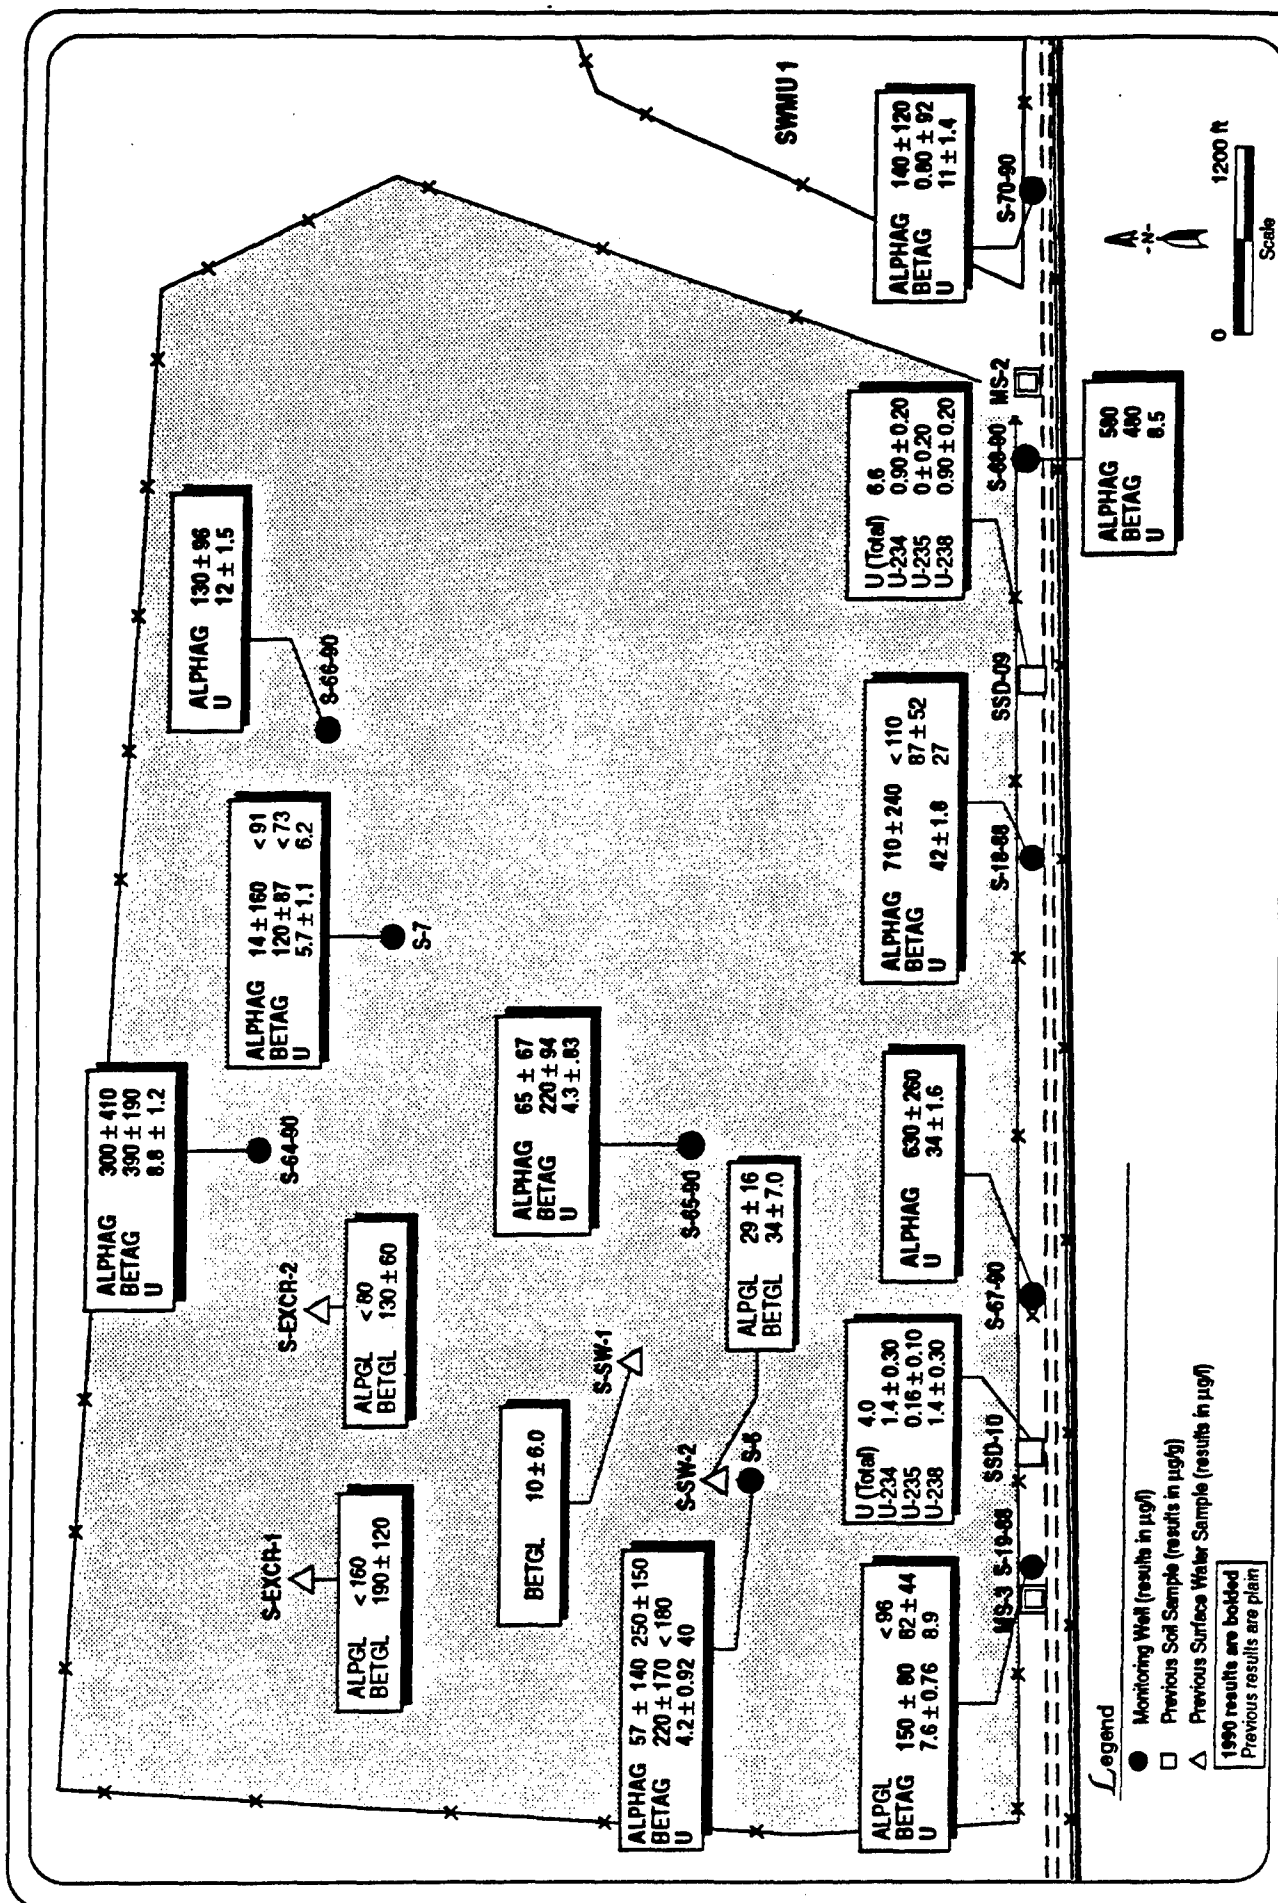 SWMU 1
ALPHAG 130 ± 96
U 12 ± 1.5
S-66-90
ALPHAG 14 ± 160 < 91
BETAG 120 ± 87 < 73
U 5.7 ± 1.1 6.2
S-7
ALPHAG 300 ± 410
BETAG 390 ± 190
U 8.8 ± 1.2
S-64-90
S-EXCR-2
ALPGL < 80
BETGL 130 ± 60
S-EXCR-1
ALPGL < 160
BETGL 190 ± 120
ALPHAG 65 ± 67
BETAG 220 ± 94
U 4.3 ± .83
S-65-90
BETGL 10 ± 6.0
S-SW-1
S-SW-2
ALPGL 29 ± 16
BETGL 34 ± 7.0
ALPHAG 57 ± 140 250 ± 150
BETAG 220 ± 170 < 180
U 4.2 ± 0.92 40
S-6
ALPGL < 96
BETAG 150 ± 80 82 ± 44
U 7.6 ± 0.76 8.9
MS-3
S-19-88
U (Total) 4.0
U-234 1.4 ± 0.30
U-235 0.16 ± 0.10
U-238 1.4 ± 0.30
SSD-10
ALPHAG 630 ± 260
U 34 ± 1.6
S-67-90
ALPHAG 710 ± 240 < 110
BETAG 87 ± 52
U 42 ± 1.8 27
S-18-88
U (Total) 6.6
U-234 0.90 ± 0.20
U-235 0 ± 0.20
U-238 0.90 ± 0.20
SSD-09
S-68-90
MS-2
ALPHAG 580
BETAG 480
U 8.5
ALPHAG 140 ± 120
BETAG 0.80 ± 92
U 11 ± 1.4
S-70-90
-N-
0 1200 ft
Scale
Legend
Monitoring Well (results in µg/l)
Previous Soil Sample (results in µg/g)
Previous Surface Water Sample (results in µg/l)
1990 results are bolded
Previous results are plain